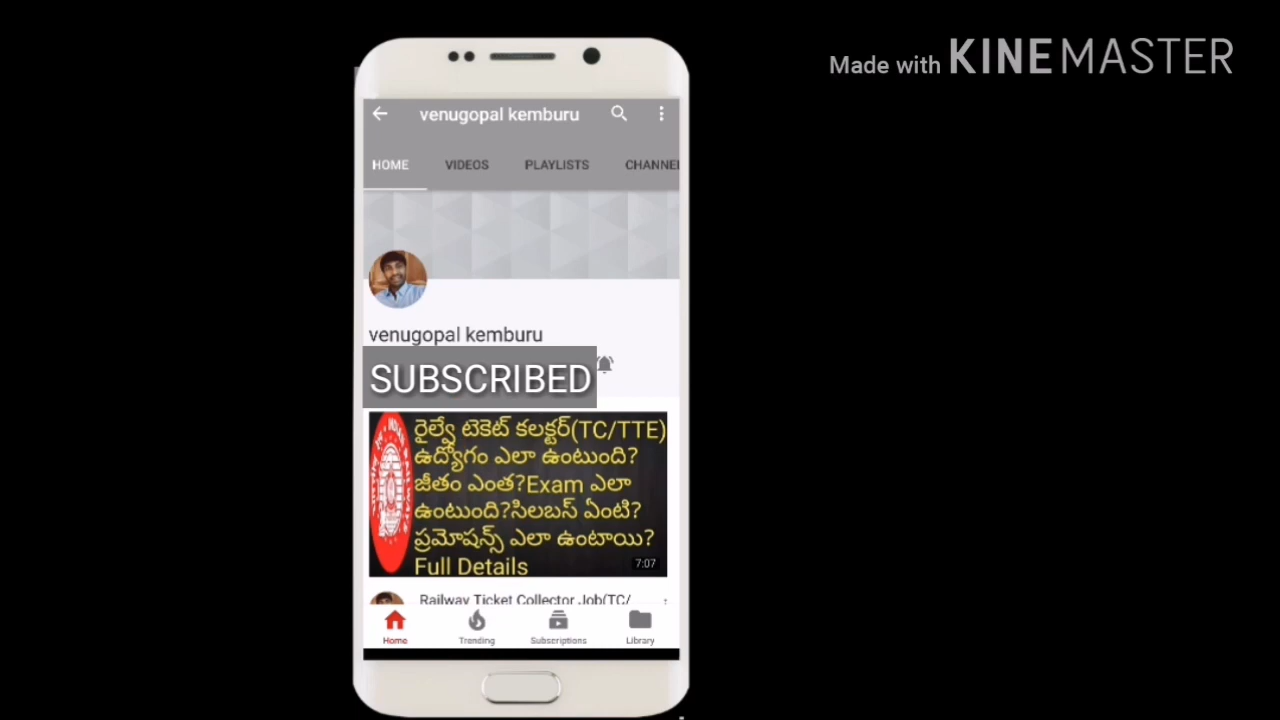 Made with KINEMASTER
venugopal kemburu
HOME VIDEOS PLAYLISTS CHANNEL
venugopal kemburu
SUBSCRIBED
రైల్వే టికెట్ కలక్టర్(TC/TTE)
ఉద్యోగం ఎలా ఉంటుంది?
జీతం ఎంత?Exam ఎలా
ఉంటుంది?సిలబస్ ఏంటి?
ప్రమోషన్స్ ఎలా ఉంటాయి?
Full Details
7:07
Railway Ticket Collector Job(TC/
Home Trending Subscriptions Library